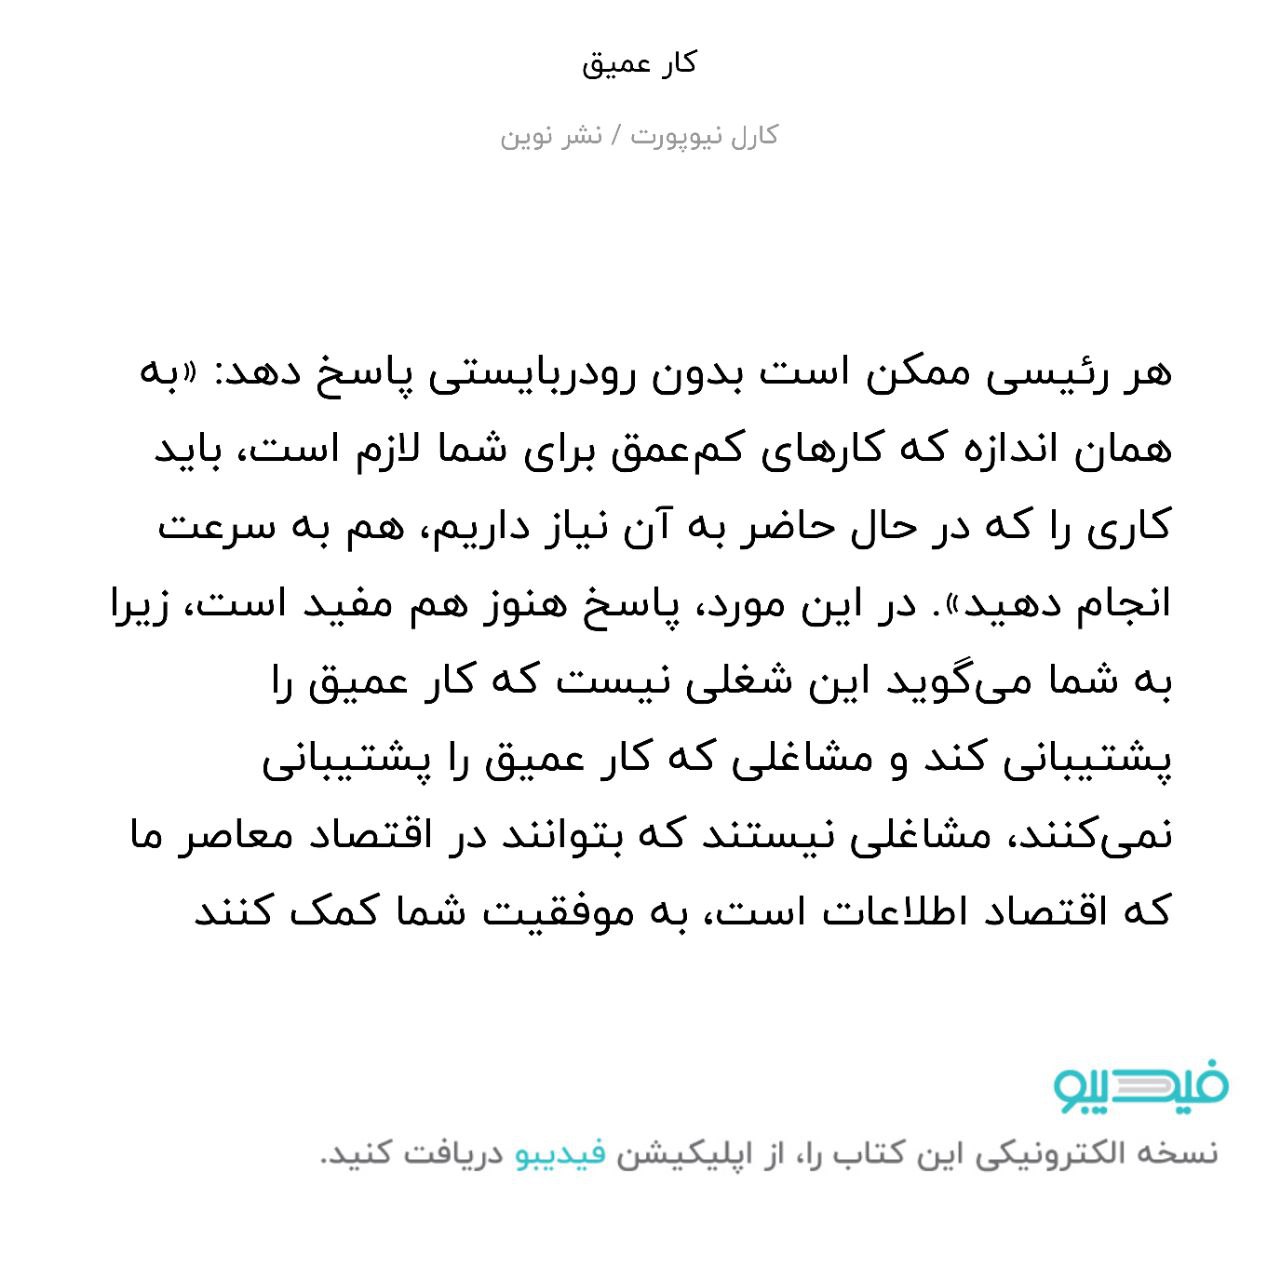 کار عمیق
کارل نیوپورت / نشر نوین
هر رئیسی ممکن است بدون رودربایستی پاسخ دهد: «به
همان اندازه که کارهای کم‌عمق برای شما لازم است، باید
کاری را که در حال حاضر به آن نیاز داریم، هم به سرعت
انجام دهید». در این مورد، پاسخ هنوز هم مفید است، زیرا
به شما می‌گوید این شغلی نیست که کار عمیق را
پشتیبانی کند و مشاغلی که کار عمیق را پشتیبانی
نمی‌کنند، مشاغلی نیستند که بتوانند در اقتصاد معاصر ما
که اقتصاد اطلاعات است، به موفقیت شما کمک کنند
فیدیبو
نسخه الکترونیکی این کتاب را، از اپلیکیشن فیدیبو دریافت کنید.